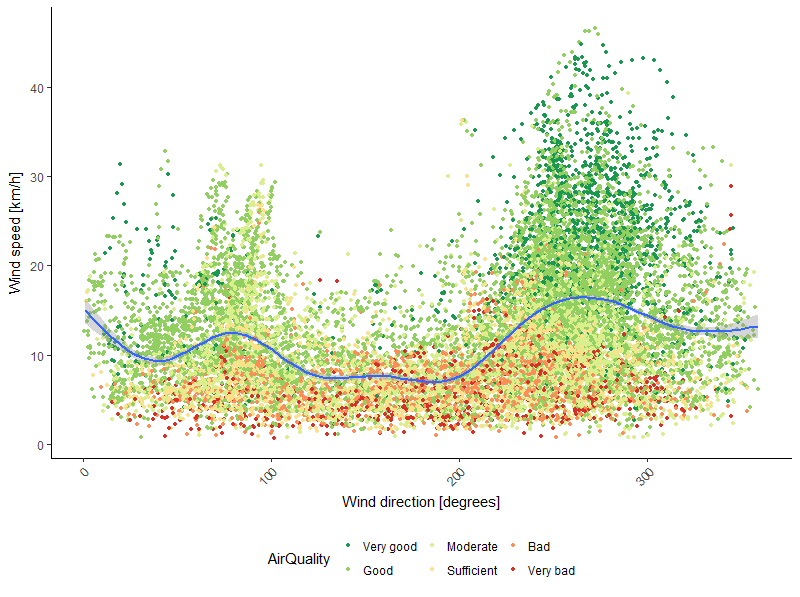 Wind speed [km/h]
40
30
20
10
0
0 100 200 300
Wind direction [degrees]
AirQuality
Very good Moderate Bad
Good Sufficient Very bad